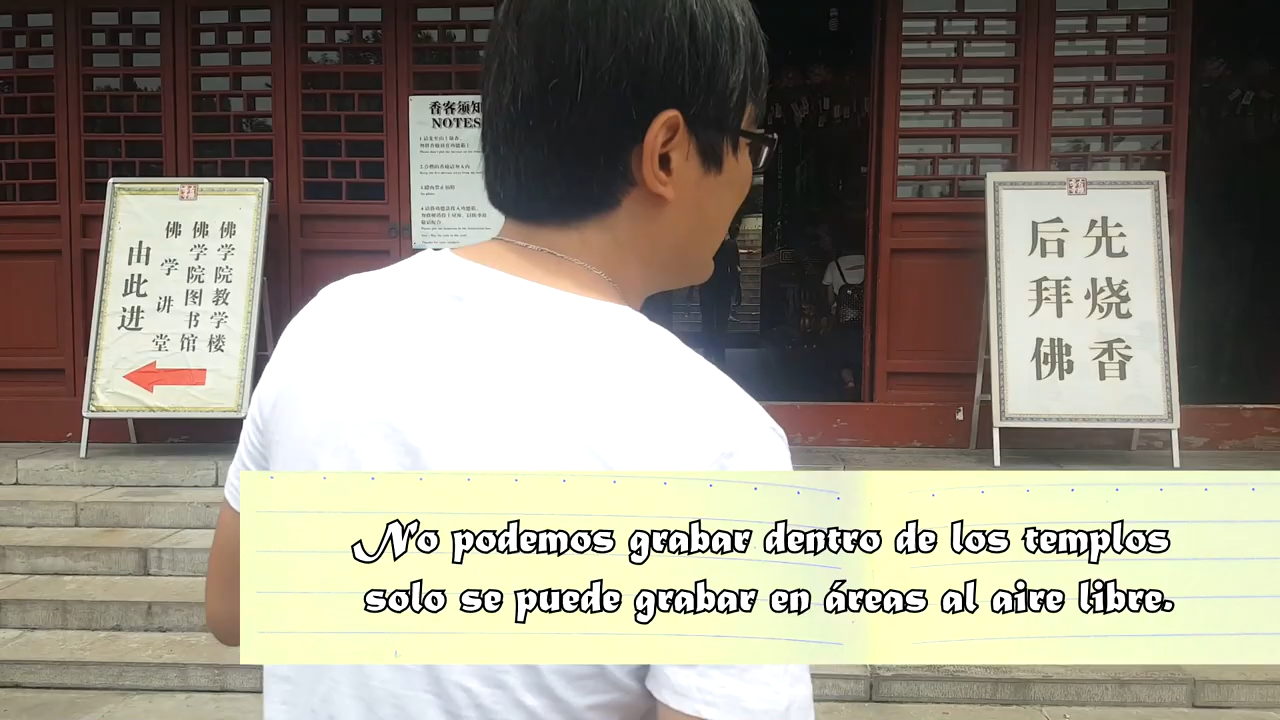 佛学院教学楼
佛学院图书馆
佛学讲堂
由此进
香客须知
NOTES
先烧香
后拜佛
No podemos grabar dentro de los templos
solo se puede grabar en áreas al aire libre.